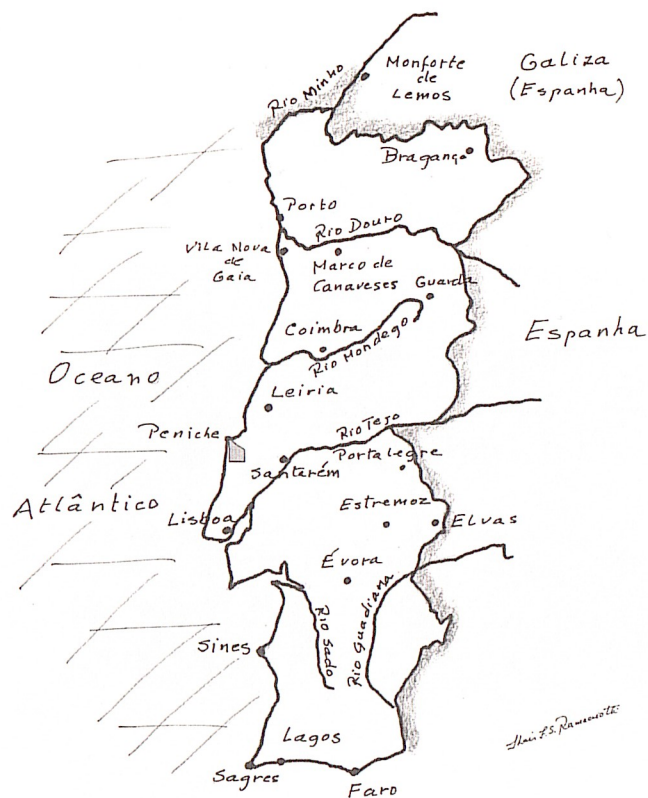 Monforte
de
Lemos
Galiza
(Espanha)
Rio Minho
Bragança
Porto
Rio Douro
Vila Nova
de
Gaia
Marco de
Canaveses
Guarda
Coimbra
Rio Mondego
Espanha
Oceano
Leiria
Peniche
Rio Tejo
Santarém
Portalegre
Atlântico
Lisboa
Estremoz
Elvas
Évora
Rio Sado
Rio Guadiana
Sines
Lagos
Sagres
Faro